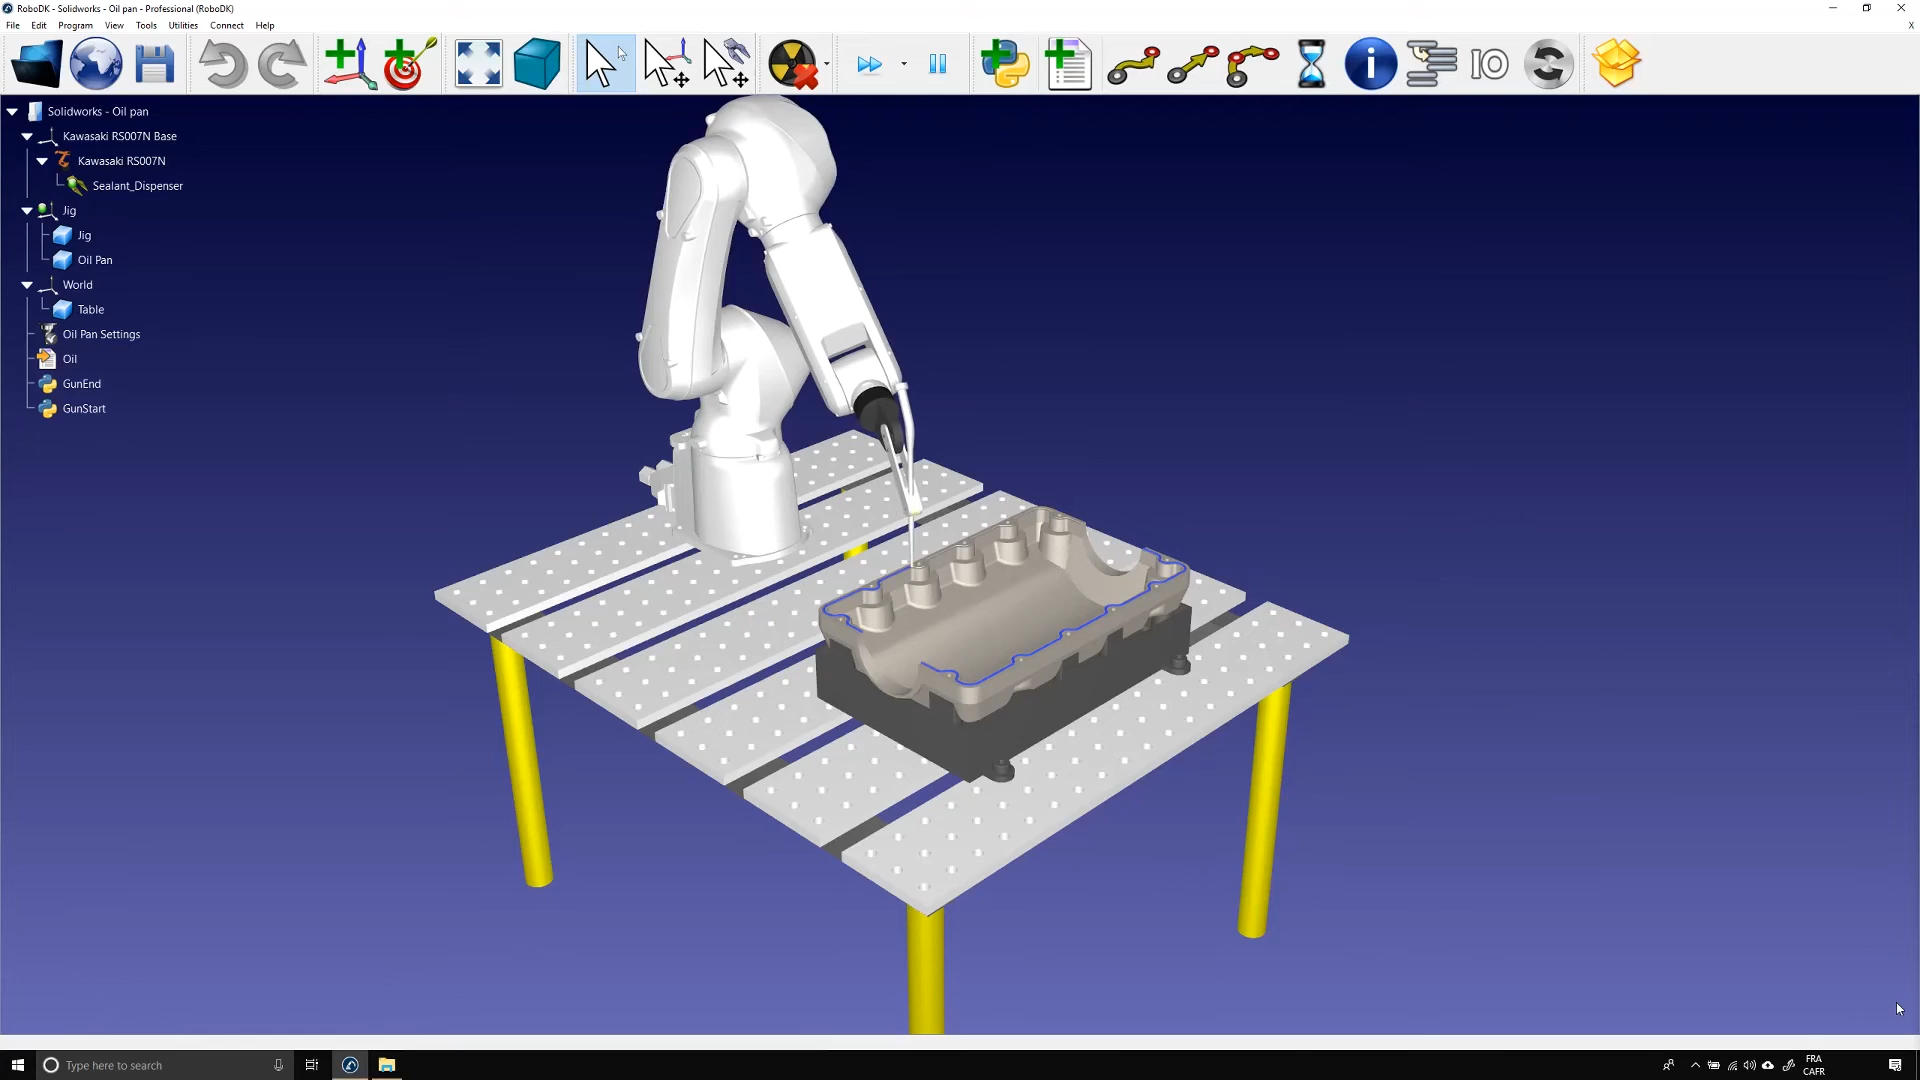 RoboDK - Solidworks - Oil pan - Professional (RoboDK)
File Edit Program View Tools Utilities Connect Help
X
IO
Solidworks - Oil pan
Kawasaki RS007N Base
Kawasaki RS007N
Sealant_Dispenser
Jig
Jig
Oil Pan
World
Table
Oil Pan Settings
Oil
GunEnd
GunStart
Type here to search
FRA
CAFR